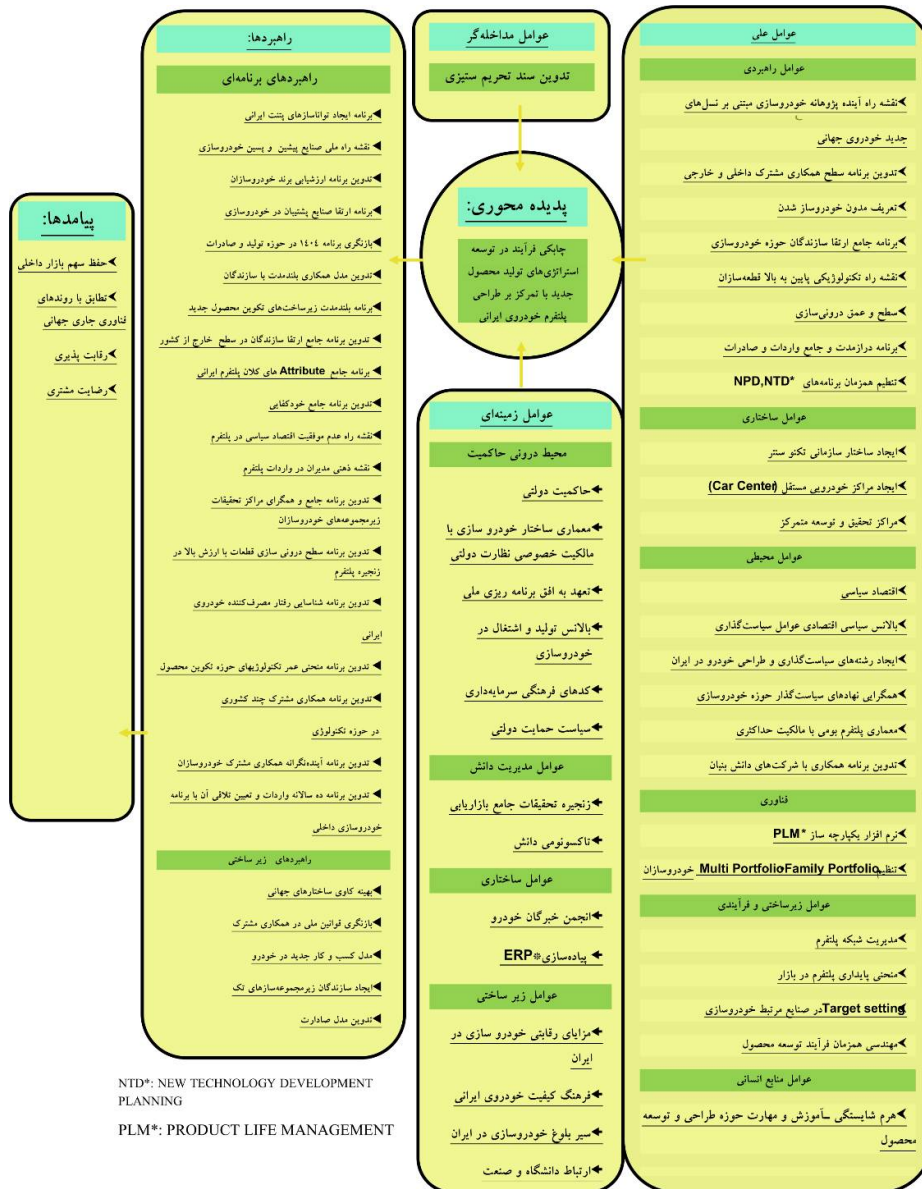 عوامل علی
عوامل راهبردی
نقشه راه آینده پژوهانه خودروسازی مبتنی بر نسل‌های
جدید خودروی جهانی
تدوین برنامه سطح همکاری مشترک داخلی و خارجی
تعریف مدون خودروساز شدن
برنامه جامع ارتقا سازندگان حوزه خودروسازی
نقشه راه تکنولوژیکی پایین به بالا قطعه‌سازان
سطح و عمق درونی‌سازی
برنامه درازمدت و جامع واردات و صادرات
تنظیم همزمان برنامه‌های NPD,NTD*
عوامل ساختاری
ایجاد ساختار سازمانی تکنو سنتر
ایجاد مراکز خودرویی مستقل (Car Center)
مراکز تحقیق و توسعه متمرکز
عوامل محیطی
اقتصاد سیاسی
بالانس سیاسی اقتصادی عوامل سیاست‌گذاری
ایجاد رشته‌های سیاست‌گذاری و طراحی خودرو در ایران
همگرایی نهادهای سیاست‌گذار حوزه خودروسازی
معماری پلتفرم بومی با مالکیت حداکثری
تدوین برنامه همکاری با شرکت‌های دانش بنیان
فناوری
نرم افزار یکپارچه ساز PLM*
تنظیم Multi Portfolio‌Family Portfolio خودروسازان
عوامل زیرساختی و فرآیندی
مدیریت شبکه پلتفرم
منحنی پایداری پلتفرم در بازار
Target setting در صنایع مرتبط خودروسازی
مهندسی همزمان فرآیند توسعه محصول
عوامل منابع انسانی
هرم شایستگی ـآموزش و مهارت حوزه طراحی و توسعه
محصول
عوامل مداخله‌گر
تدوین سند تحریم ستیزی
پدیده محوری:
چابکی فرآیند در توسعه
استراتژی‌های تولید محصول
جدید با تمرکز بر طراحی
پلتفرم خودروی ایرانی
عوامل زمینه‌ای
محیط درونی حاکمیت
حاکمیت دولتی
معماری ساختار خودرو سازی با
مالکیت خصوصی نظارت دولتی
تعهد به افق برنامه ریزی ملی
بالانس تولید و اشتغال در
خودروسازی
کدهای فرهنگی سرمایه‌داری
سیاست حمایت دولتی
عوامل مدیریت دانش
زنجیره تحقیقات جامع بازاریابی
تاکسونومی دانش
عوامل ساختاری
انجمن خبرگان خودرو
پیاده‌سازی ERP*
عوامل زیر ساختی
مزایای رقابتی خودرو سازی در
ایران
فرهنگ کیفیت خودروی ایرانی
سیر بلوغ خودروسازی در ایران
ارتباط دانشگاه و صنعت
راهبردها:
راهبردهای برنامه‌ای
برنامه ایجاد تواناسازهای پتنت ایرانی
نقشه راه ملی صنایع پیشین و پسین خودروسازی
تدوین برنامه ارزشیابی برند خودروسازان
برنامه ارتقا صنایع پشتیبان در خودروسازی
بازنگری برنامه ۱٤۰٤ در حوزه تولید و صادرات
تدوین مدل همکاری بلندمدت با سازندگان
برنامه بلندمدت زیرساخت‌های تکوین محصول جدید
تدوین برنامه جامع ارتقا سازندگان در سطح خارج از کشور
برنامه جامع Attribute های کلان پلتفرم ایرانی
تدوین برنامه جامع خودکفایی
نقشه راه عدم موفقیت اقتصاد سیاسی در پلتفرم
نقشه ذهنی مدیران در واردات پلتفرم
تدوین برنامه جامع و همگرای مراکز تحقیقات
زیرمجموعه‌های خودروسازان
تدوین برنامه سطح درونی سازی قطعات با ارزش بالا در
زنجیره پلتفرم
تدوین برنامه شناسایی رفتار مصرف‌کننده خودروی
ایرانی
تدوین برنامه منحنی عمر تکنولوژیهای حوزه تکوین محصول
تدوین برنامه همکاری مشترک چند کشوری
در حوزه تکنولوژی
تدوین برنامه آینده‌نگرانه همکاری مشترک خودروسازان
تدوین برنامه ده سالانه واردات و تعیین تلاقی آن با برنامه
خودروسازی داخلی
راهبردهای زیر ساختی
بهینه کاوی ساختارهای جهانی
بازنگری قوانین ملی در همکاری مشترک
مدل کسب و کار جدید در خودرو
ایجاد سازندگان زیرمجموعه‌سازهای تک
تدوین مدل صادارت
پیامدها:
حفظ سهم بازار داخلی
تطابق با روندهای
فناوری جاری جهانی
رقابت پذیری
رضایت مشتری
NTD*: NEW TECHNOLOGY DEVELOPMENT
PLANNING
PLM*: PRODUCT LIFE MANAGEMENT